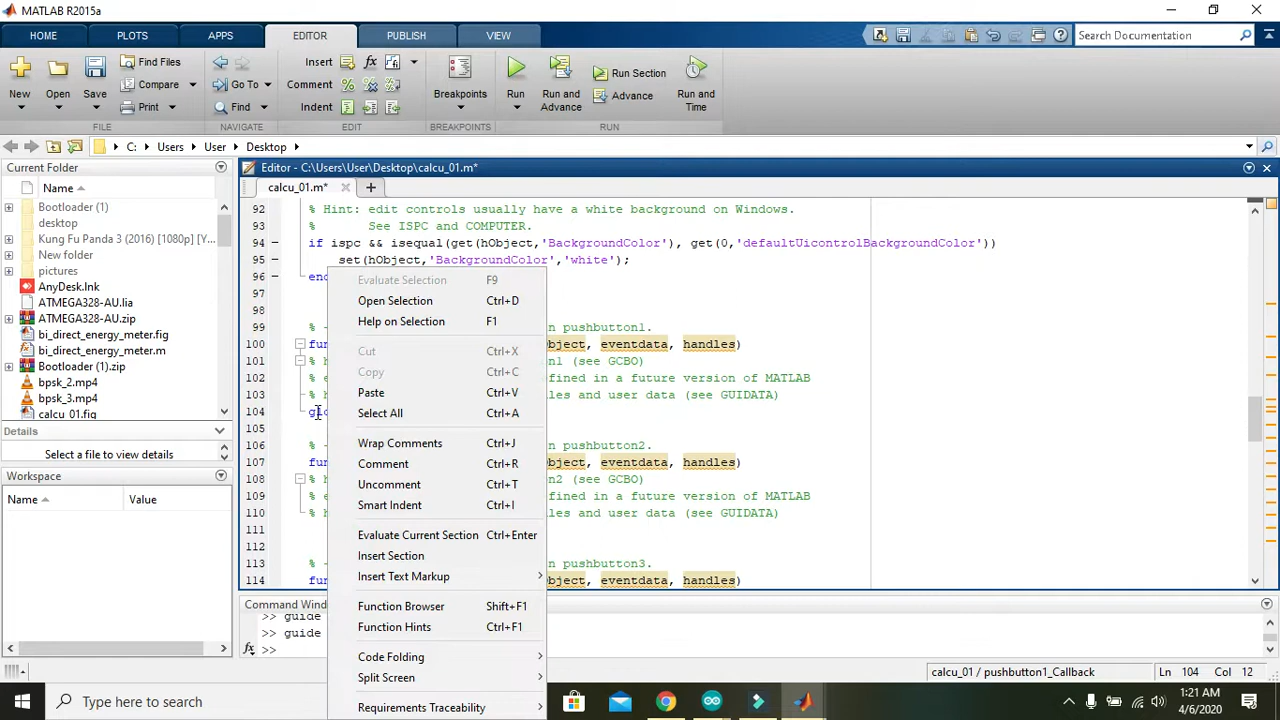 MATLAB R2015a
HOME PLOTS APPS EDITOR PUBLISH VIEW Search Documentation
New Open Save Find Files Compare Print Insert Comment Indent Go To Find Breakpoints Run Run and Advance Run Section Advance Run and Time
FILE NAVIGATE EDIT BREAKPOINTS RUN
C: Users User Desktop
Current Folder
Name
Bootloader (1)
desktop
Kung Fu Panda 3 (2016) [1080p] [Y...
New folder
pictures
AnyDesk.lnk
ATMEGA328-AU.lia
ATMEGA328-AU.zip
bi_direct_energy_meter.fig
bi_direct_energy_meter.m
Bootloader (1).zip
bpsk_2.mp4
bpsk_3.mp4
calcu_01.fig
Details
Select a file to view details
Workspace
Name Value
Editor - C:\Users\User\Desktop\calcu_01.m*
calcu_01.m*
92 % Hint: edit controls usually have a white background on Windows.
93 % See ISPC and COMPUTER.
94 if ispc && isequal(get(hObject,'BackgroundColor'), get(0,'defaultUicontrolBackgroundColor'))
95 set(hObject,'BackgroundColor','white');
96 end
97
98
99 % - n pushbutton1.
100 fun bject, eventdata, handles)
101 % h n1 (see GCBO)
102 % e fined in a future version of MATLAB
103 % h les and user data (see GUIDATA)
104
105
106 % - n pushbutton2.
107 fun bject, eventdata, handles)
108 % h n2 (see GCBO)
109 % e fined in a future version of MATLAB
110 % h les and user data (see GUIDATA)
111
112
113 % - n pushbutton3.
114 fun bject, eventdata, handles)
Evaluate Selection F9
Open Selection Ctrl+D
Help on Selection F1
Cut Ctrl+X
Copy Ctrl+C
Paste Ctrl+V
Select All Ctrl+A
Wrap Comments Ctrl+J
Comment Ctrl+R
Uncomment Ctrl+T
Smart Indent Ctrl+I
Evaluate Current Section Ctrl+Enter
Insert Section
Insert Text Markup
Function Browser Shift+F1
Function Hints Ctrl+F1
Code Folding
Split Screen
Requirements Traceability
Command Wind
>> guide
>> guide
>>
calcu_01 / pushbutton1_Callback Ln 104 Col 12
Type here to search
1:21 AM
4/6/2020